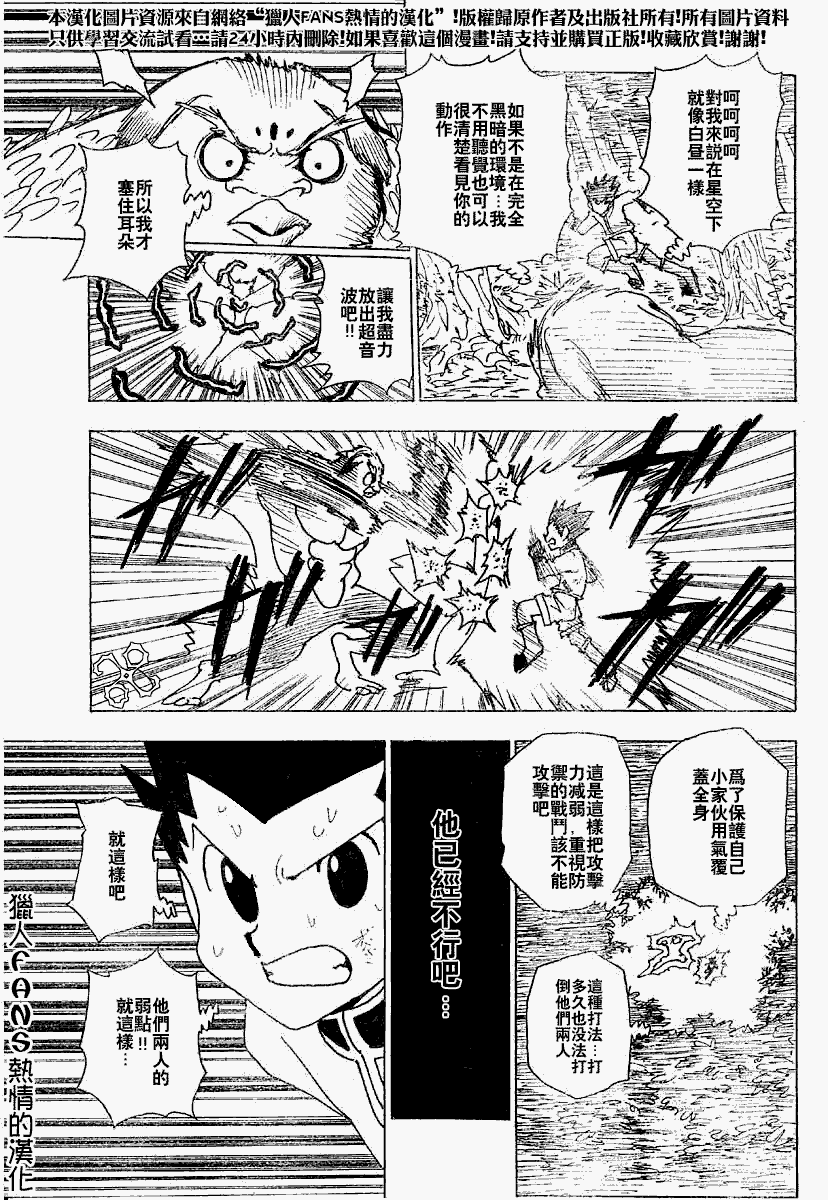 本漢化圖片資源來自網絡“獵人FANS熱情的漢化”!版權歸原作者及出版社所有!所有圖片資料
只供學習交流試看…請24小時內刪除!如果喜歡這個漫畫!請支持並購買正版!收藏欣賞!謝謝!
呵呵呵呵
對我來説在星空下
就像白晝一樣
如果不是在完全
黑暗的環境…我
不用聽覺也可以
很清楚看見你的
動作
所以我才
塞住耳朵
讓我盡力
放出超音
波吧!!
爲了保護自己
小家伙用氣覆
蓋全身
這是這樣把攻擊
力减弱,重視防
禦的戰鬥該不能
攻擊吧
這種打法…打
多久也没法打
倒他們兩人
他已經不行吧…
就這樣吧
他們兩人的
弱點!!
就這樣…
獵人FANS熱情的漢化